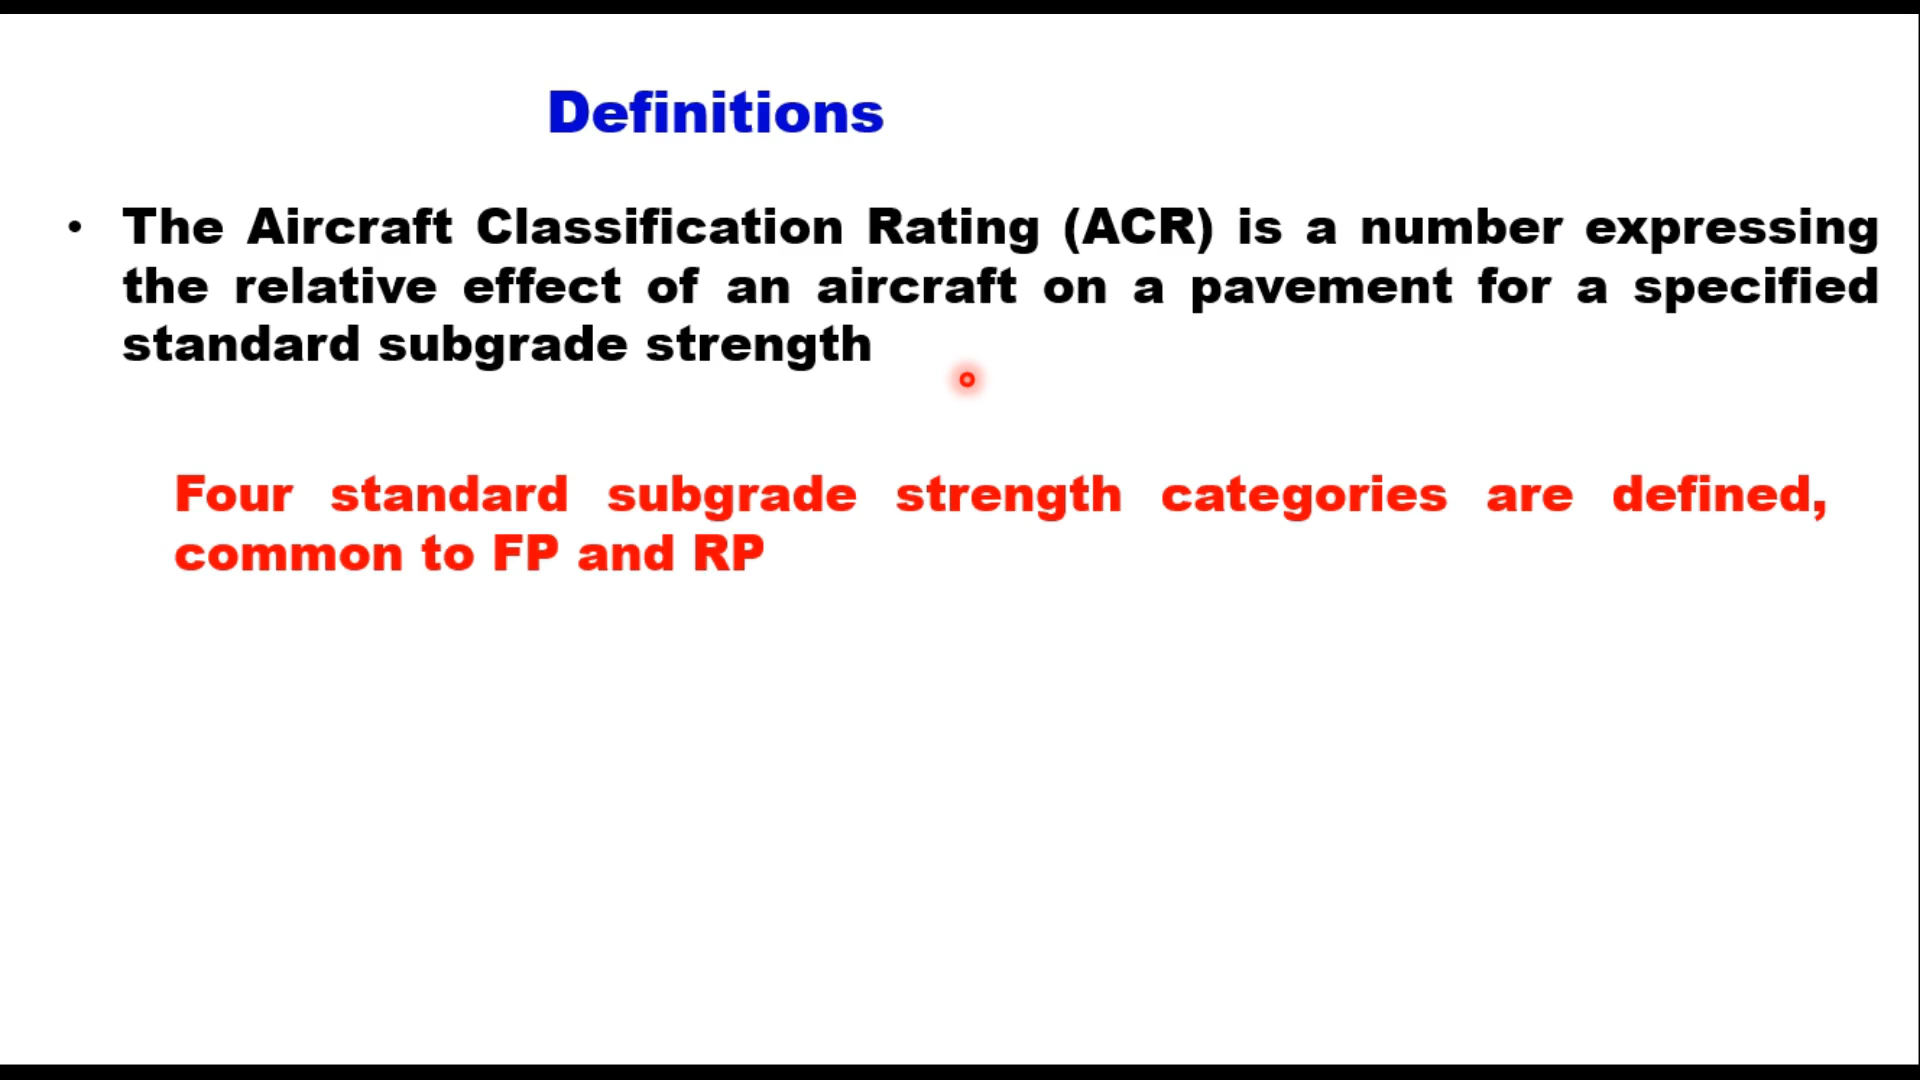 Definitions
• The Aircraft Classification Rating (ACR) is a number expressing
the relative effect of an aircraft on a pavement for a specified
standard subgrade strength
Four standard subgrade strength categories are defined,
common to FP and RP